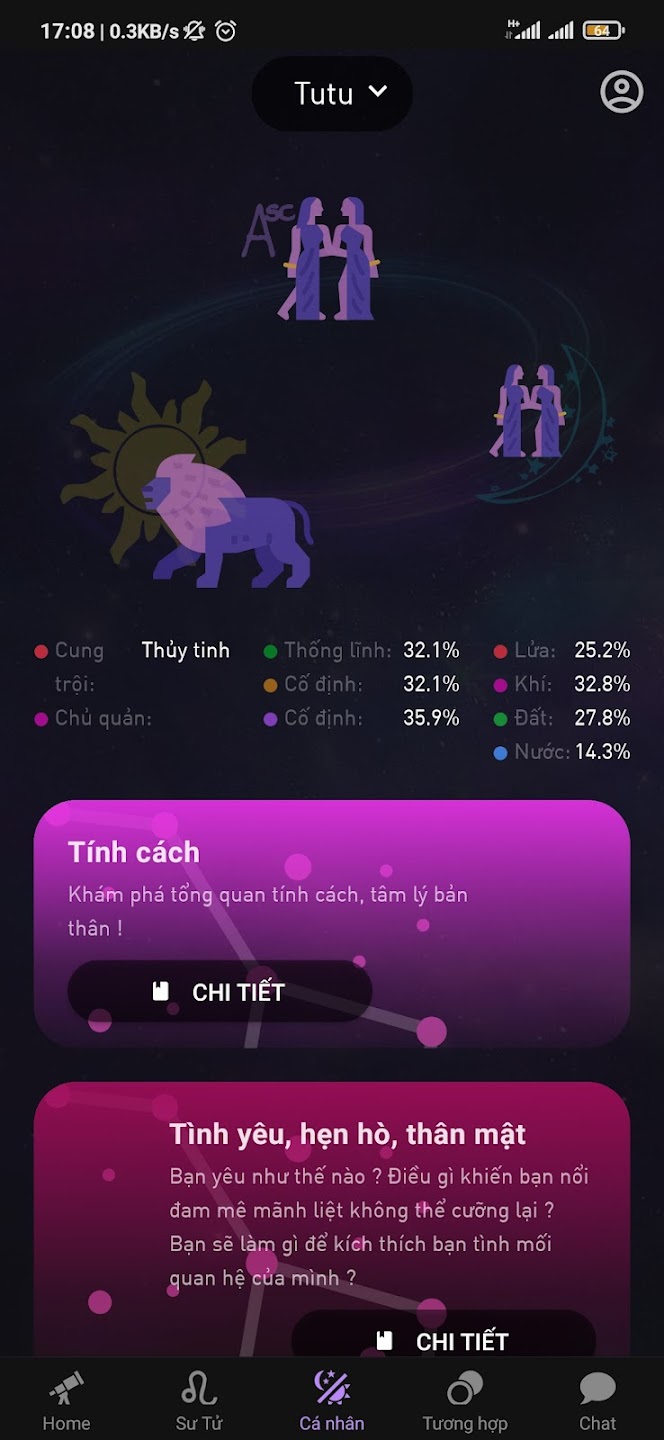 17:08 | 0.3KB/s
H+
64
Tutu
Asc
Cung trội: Thủy tinh
Chủ quản:
Thống lĩnh: 32.1%
Cố định: 32.1%
Cố định: 35.9%
Lửa: 25.2%
Khí: 32.8%
Đất: 27.8%
Nước: 14.3%
Tính cách
Khám phá tổng quan tính cách, tâm lý bản
thân !
CHI TIẾT
Tình yêu, hẹn hò, thân mật
Bạn yêu như thế nào ? Điều gì khiến bạn nổi
đam mê mãnh liệt không thể cưỡng lại ?
Bạn sẽ làm gì để kích thích bạn tình mối
quan hệ của mình ?
CHI TIẾT
Home
Sư Tử
Cá nhân
Tương hợp
Chat